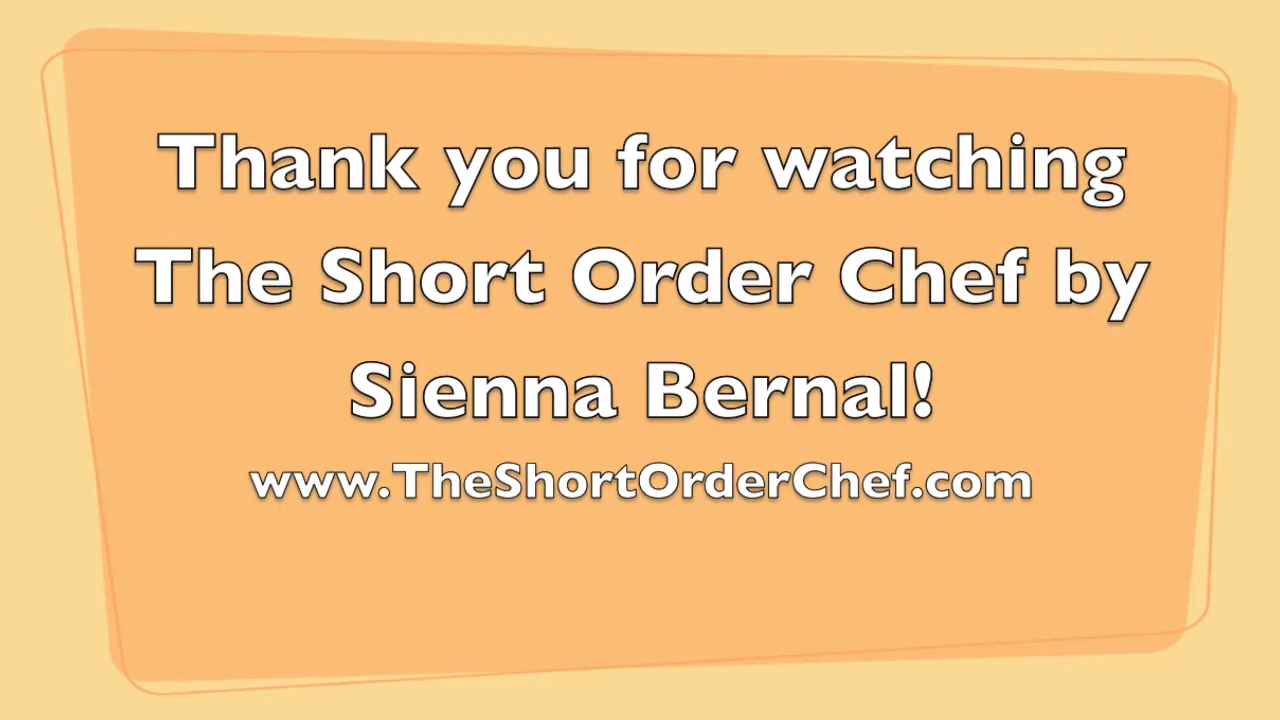 Thank you for watching
The Short Order Chef by
Sienna Bernal!
www.TheShortOrderChef.com